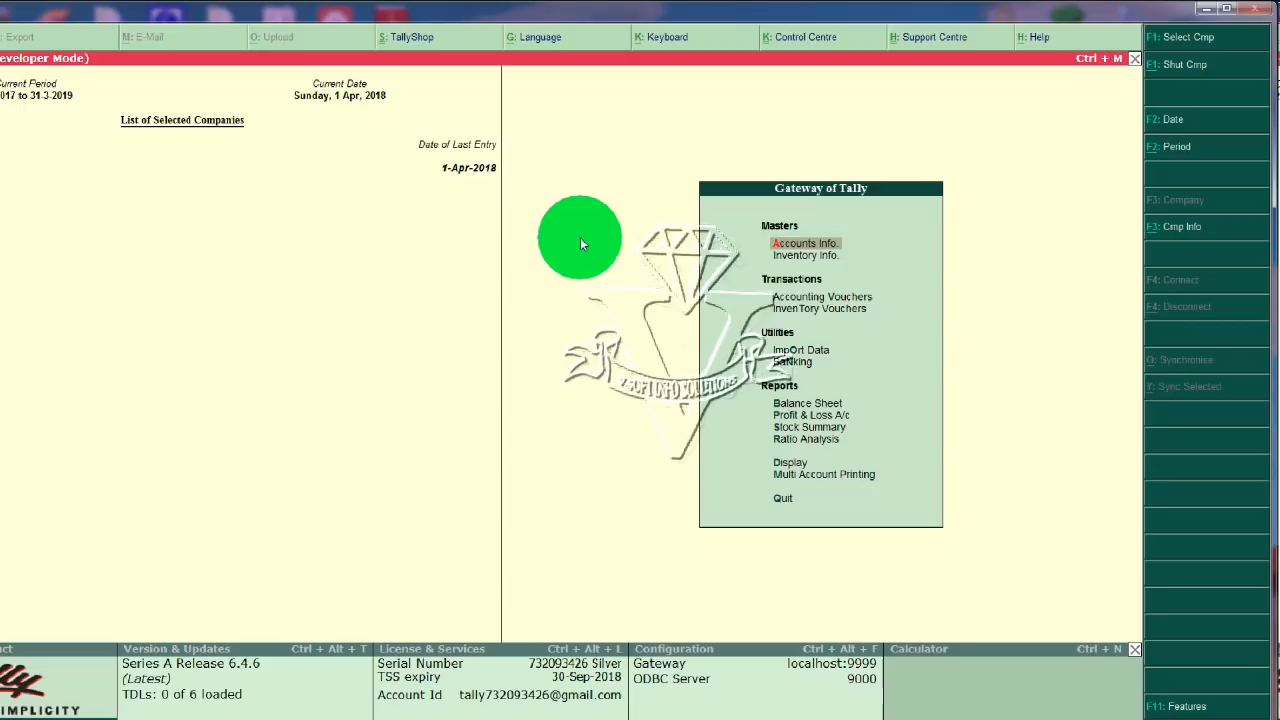 : Export
M: E-Mail
O: Upload
S: TallyShop
G: Language
K: Keyboard
K: Control Centre
H: Support Centre
H: Help
F1: Select Cmp
F1: Shut Cmp
F2: Date
F2: Period
F3: Company
F3: Cmp Info
F4: Connect
F4: Disconnect
O: Synchronise
Y: Sync Selected
F11: Features
eveloper Mode)
Ctrl + M
urrent Period
017 to 31-3-2019
Current Date
Sunday, 1 Apr, 2018
List of Selected Companies
Date of Last Entry
1-Apr-2018
Gateway of Tally
Masters
Accounts Info.
Inventory Info.
Transactions
Accounting Vouchers
InvenTory Vouchers
Utilities
ImpOrt Data
BaNking
Reports
Balance Sheet
Profit & Loss A/c
Stock Summary
Ratio Analysis
Display
Multi Account Printing
Quit
uct
IMPLICITY
Version & Updates Ctrl + Alt + T
Series A Release 6.4.6
(Latest)
TDLs: 0 of 6 loaded
License & Services Ctrl + Alt + L
Serial Number 732093426 Silver
TSS expiry 30-Sep-2018
Account Id tally732093426@gmail.com
Configuration Ctrl + Alt + F
Gateway localhost:9999
ODBC Server 9000
Calculator Ctrl + N